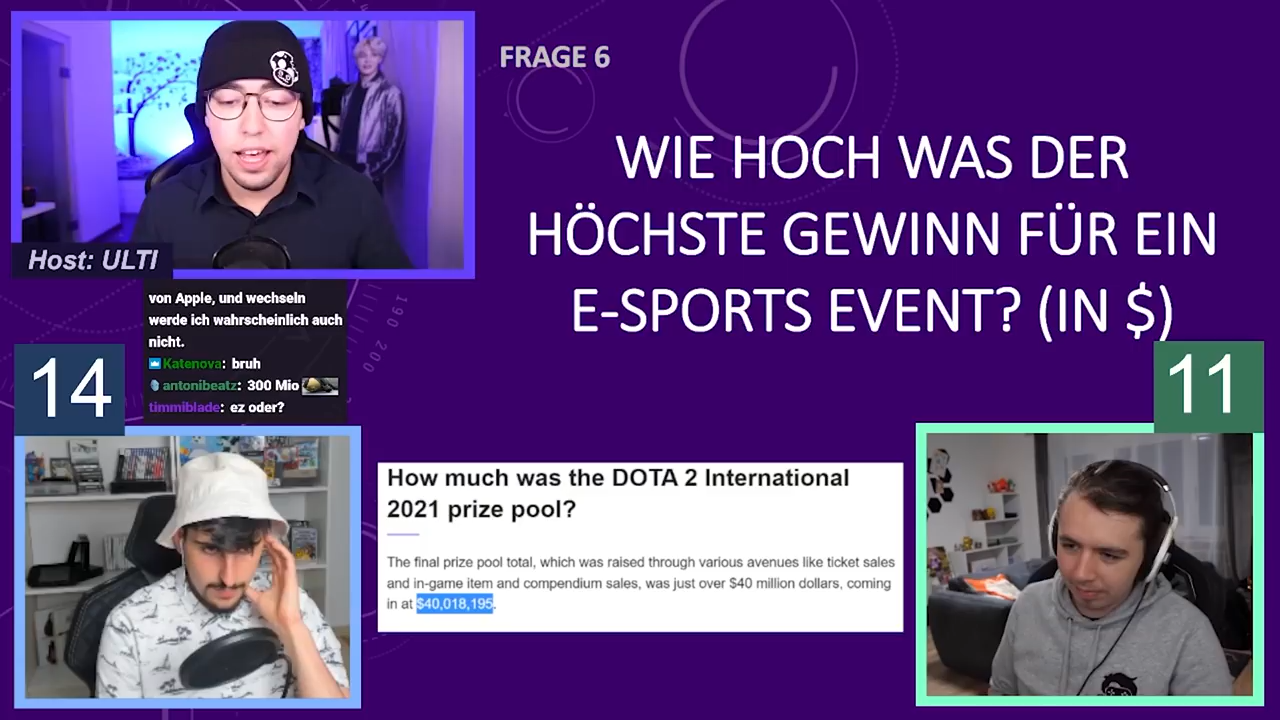 FRAGE 6
WIE HOCH WAS DER
HÖCHSTE GEWINN FÜR EIN
E-SPORTS EVENT? (IN $)
Host: ULTI
von Apple, und wechseln
werde ich wahrscheinlich auch
nicht.
Katenova: bruh
antonibeatz: 300 Mio
timmiblade: ez oder?
14
11
190 200
How much was the DOTA 2 International
2021 prize pool?
The final prize pool total, which was raised through various avenues like ticket sales
and in-game item and compendium sales, was just over $40 million dollars, coming
in at $40,018,195.